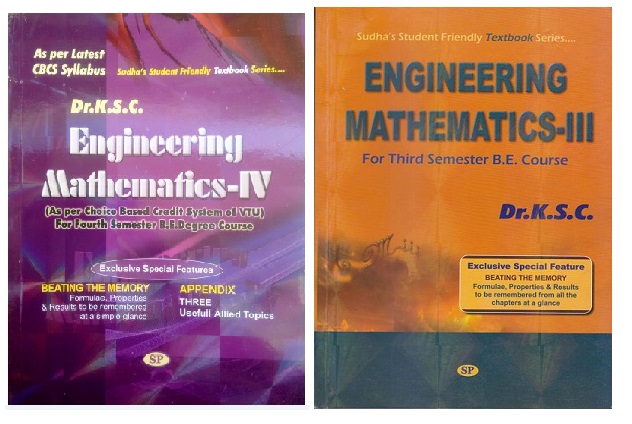 As per Latest
CBCS Syllabus
Sudha's Student Friendly Textbook Series....
Dr.K.S.C.
Engineering
Mathematics-IV
(As per Choice Based Credit System of VTU)
For Fourth Semester B.E.Degree Course
Exclusive Special Features
BEATING THE MEMORY
Formulae, Properties
& Results to be remembered
at a simple glance
APPENDIX
THREE
Usefull Allied Topics
SP
Sudha's Student Friendly Textbook Series....
ENGINEERING
MATHEMATICS-III
For Third Semester B.E. Course
Dr.K.S.C.
Exclusive Special Feature
BEATING THE MEMORY
Formulae, Properties & Results
to be remembered from all the
chapters at a glance
SP